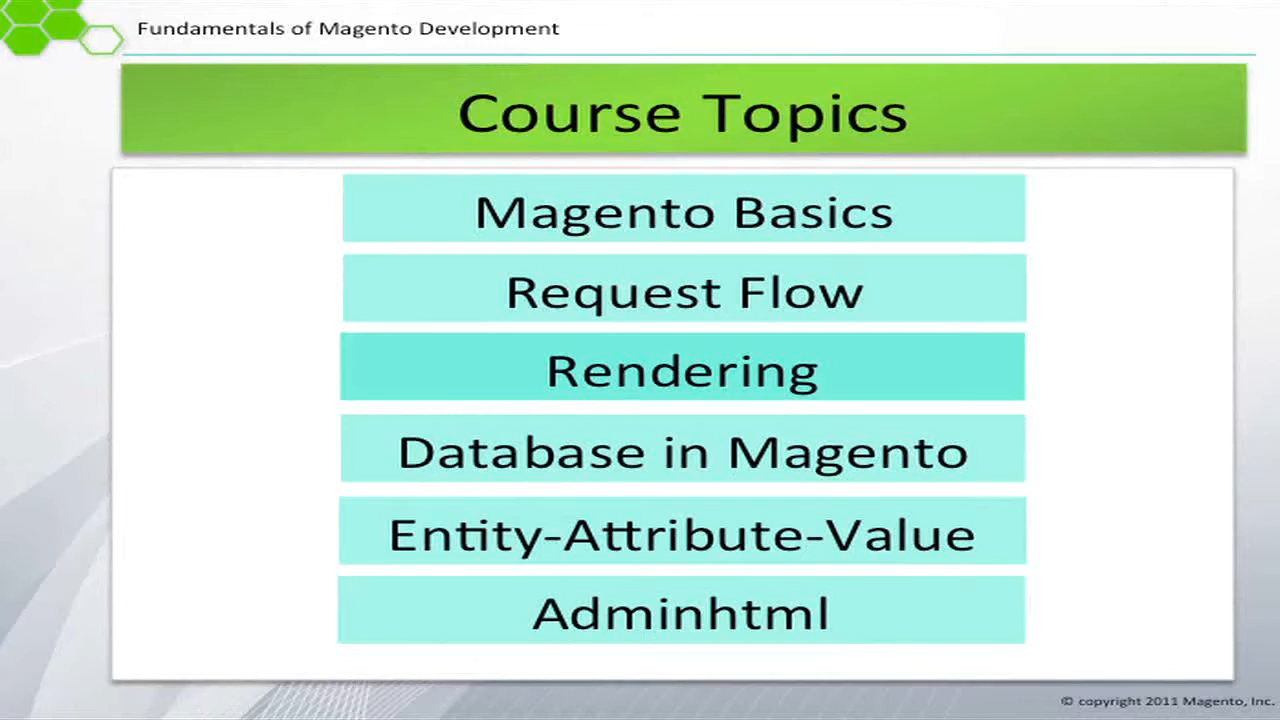 Fundamentals of Magento Development
Course Topics
Magento Basics
Request Flow
Rendering
Database in Magento
Entity-Attribute-Value
Adminhtml
© copyright 2011 Magento, Inc.